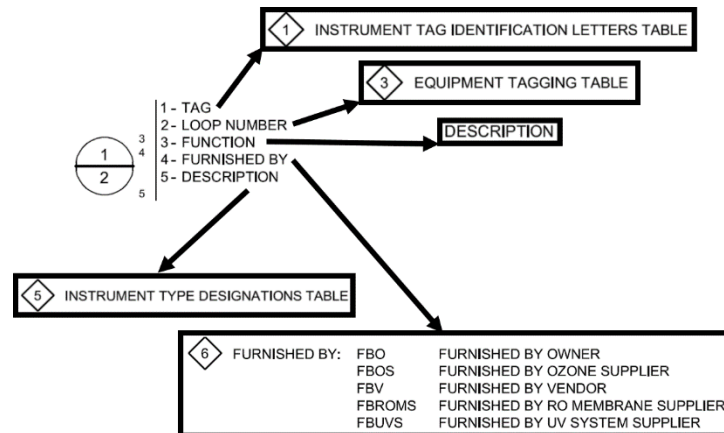 1 INSTRUMENT TAG IDENTIFICATION LETTERS TABLE
3 EQUIPMENT TAGGING TABLE
1 - TAG
2- LOOP NUMBER
3 - FUNCTION
4 - FURNISHED BY
5 - DESCRIPTION
DESCRIPTION
1
2
3
4
5
5 INSTRUMENT TYPE DESIGNATIONS TABLE
6 FURNISHED BY: FBO FURNISHED BY OWNER
FBOS FURNISHED BY OZONE SUPPLIER
FBV FURNISHED BY VENDOR
FBROMS FURNISHED BY RO MEMBRANE SUPPLIER
FBUVS FURNISHED BY UV SYSTEM SUPPLIER